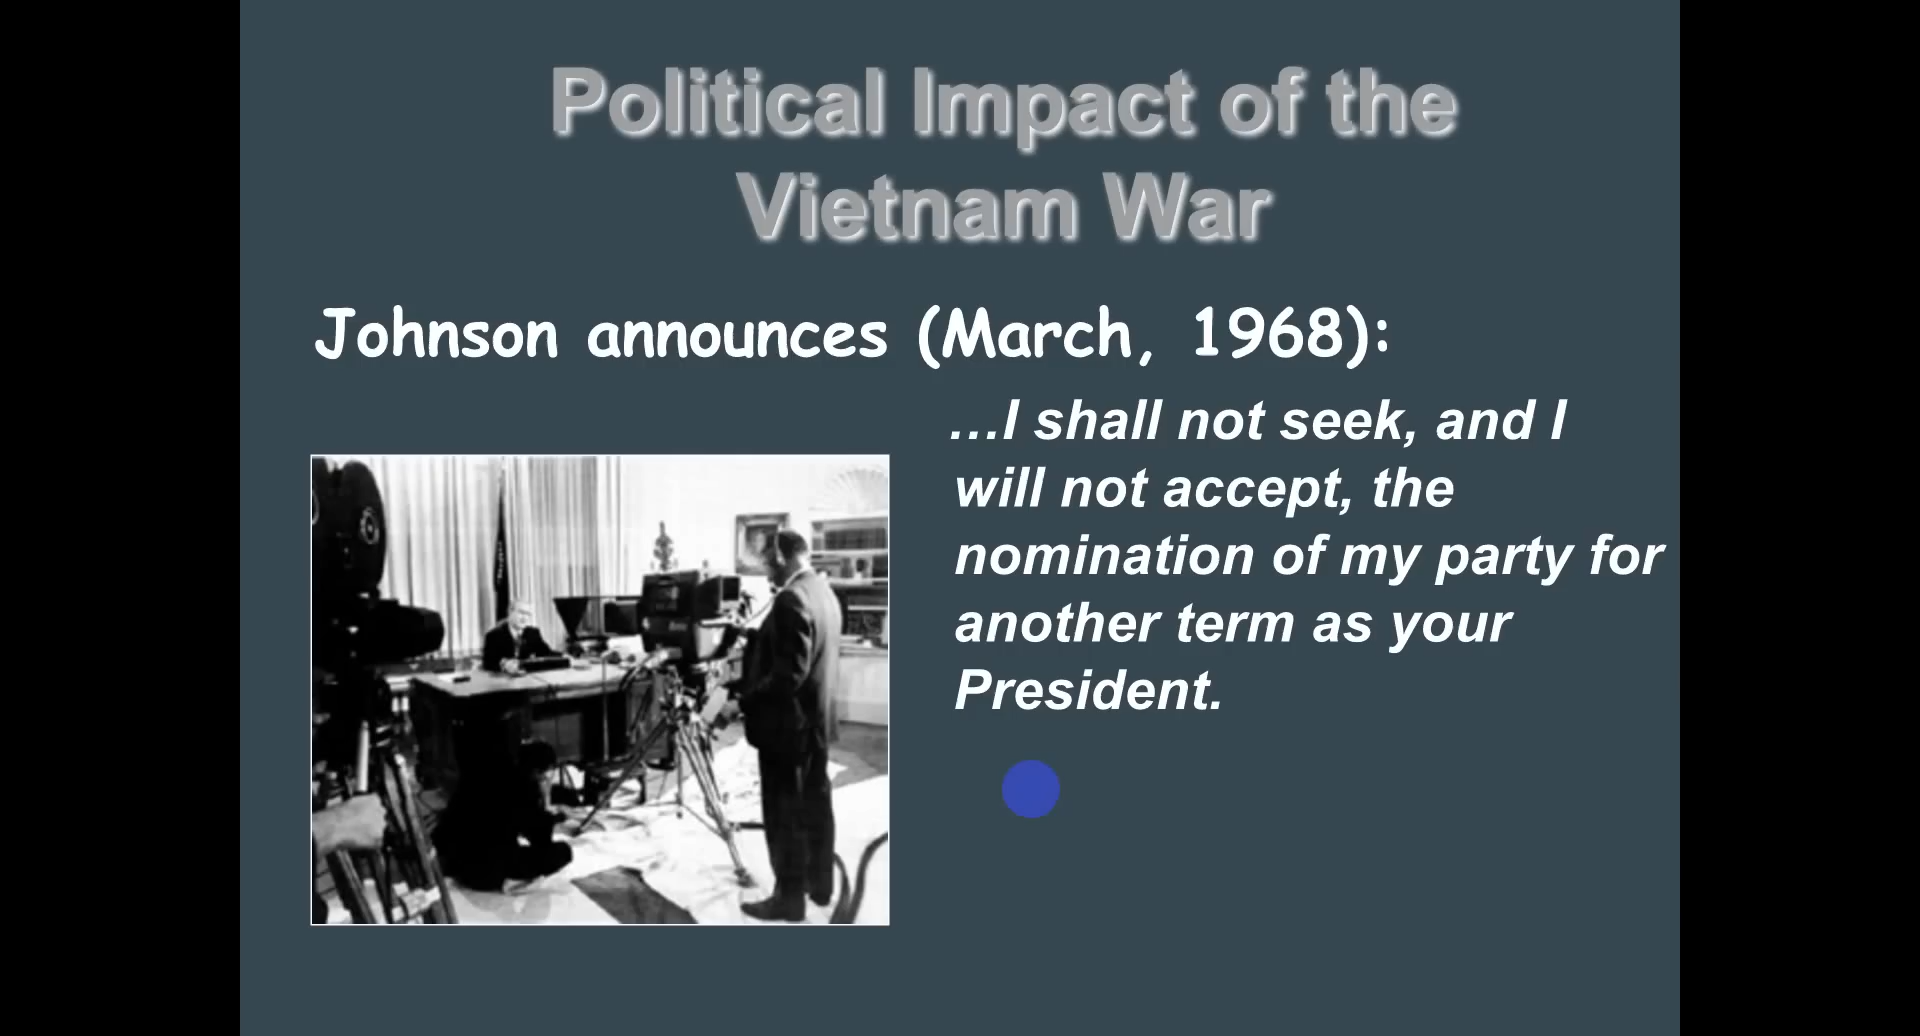 Political Impact of the
Vietnam War
Johnson announces (March, 1968):
...I shall not seek, and I
will not accept, the
nomination of my party for
another term as your
President.